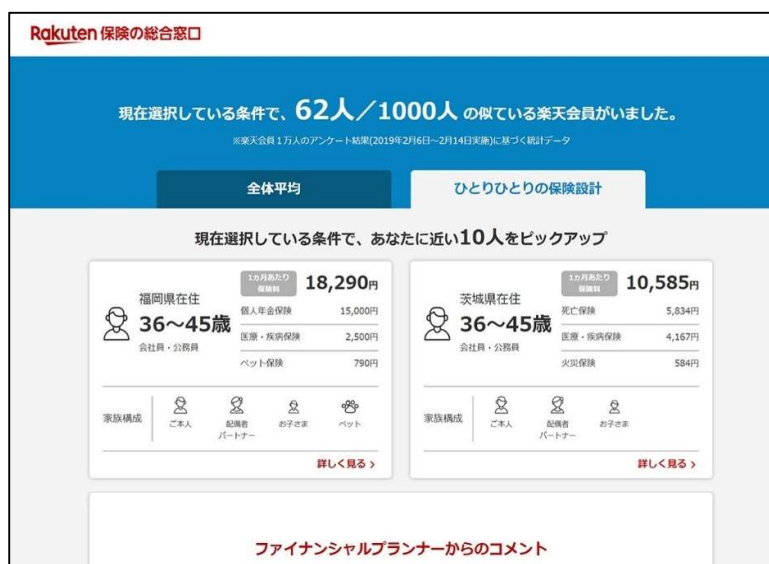 Rakuten 保険の総合窓口
現在選択している条件で、62人／1000人 の似ている楽天会員がいました。
※楽天会員1万人のアンケート結果(2019年2月6日～2月14日実施)に基づく統計データ
全体平均
ひとりひとりの保険設計
現在選択している条件で、あなたに近い10人をピックアップ
福岡県在住
36～45歳
会社員・公務員
1カ月あたり
保険料
18,290円
個人年金保険 15,000円
医療・疾病保険 2,500円
ペット保険 790円
家族構成
ご本人
配偶者
パートナー
お子さま
ペット
詳しく見る ›
茨城県在住
36～45歳
会社員・公務員
1カ月あたり
保険料
10,585円
死亡保険 5,834円
医療・疾病保険 4,167円
火災保険 584円
家族構成
ご本人
配偶者
パートナー
お子さま
詳しく見る ›
ファイナンシャルプランナーからのコメント